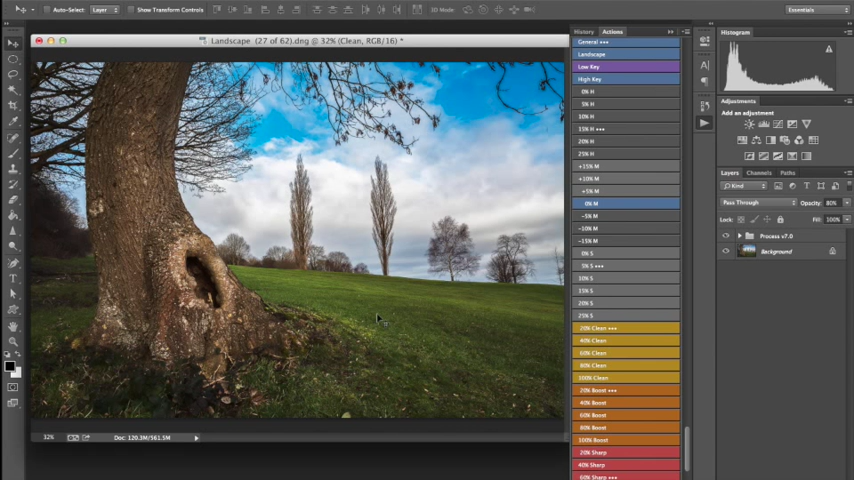 Auto-Select: Layer Show Transform Controls 3D Mode: Essentials
Landscape (27 of 62).dng @ 32% (Clean, RGB/16) *
History Actions
General •••
Landscape
Low Key
High Key
0% H
5% H
10% H
15% H •••
20% H
25% H
+15% M
+10% M
+5% M
0% M
-5% M
-10% M
-15% M
0% S
5% S •••
10% S
15% S
20% S
25% S
20% Clean •••
40% Clean
60% Clean
80% Clean
100% Clean
20% Boost •••
40% Boost
60% Boost
80% Boost
100% Boost
20% Sharp
40% Sharp
60% Sharp •••
Histogram
Adjustments
Add an adjustment
Layers Channels Paths
Kind
Pass Through Opacity: 80%
Lock: Fill: 100%
Process v7.0
Background
32% Doc: 120.3M/561.5M